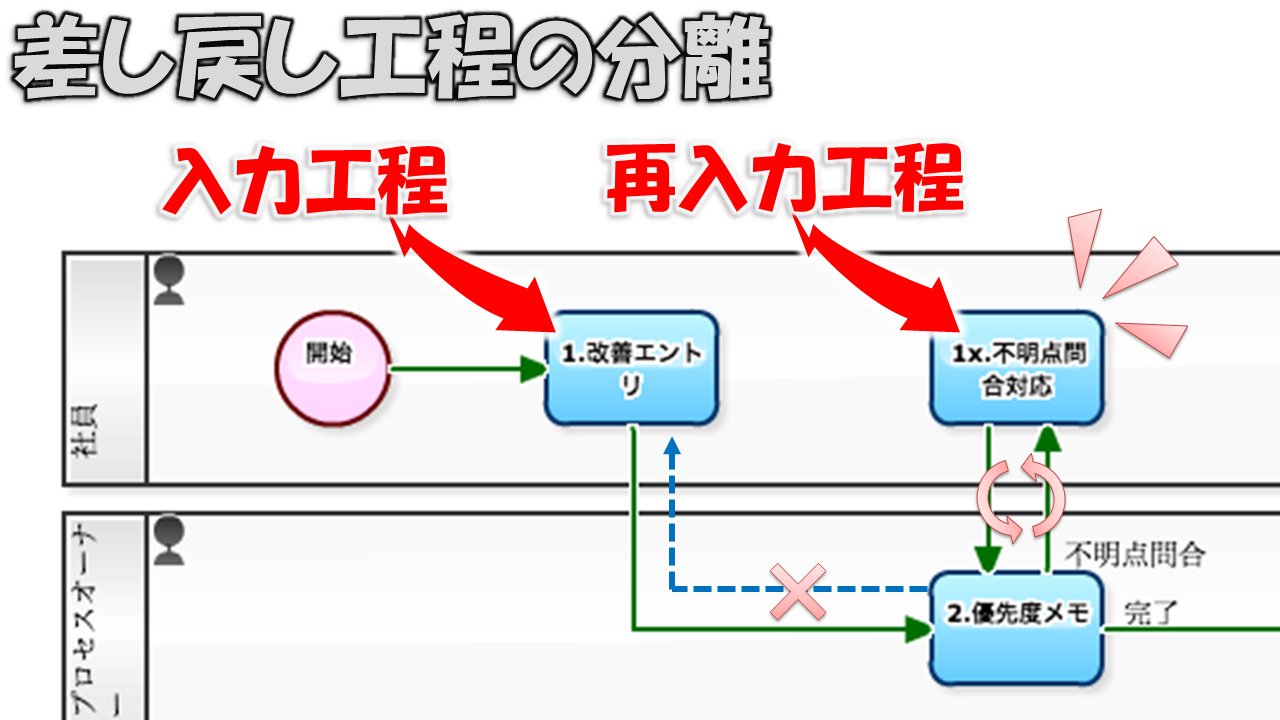 差し戻し工程の分離
入力工程
再入力工程
社員
開始
1.改善エント
リ
1x.不明点問
合対応
不明点問合
プロセスオーナ
ー
2.優先度メモ
完了